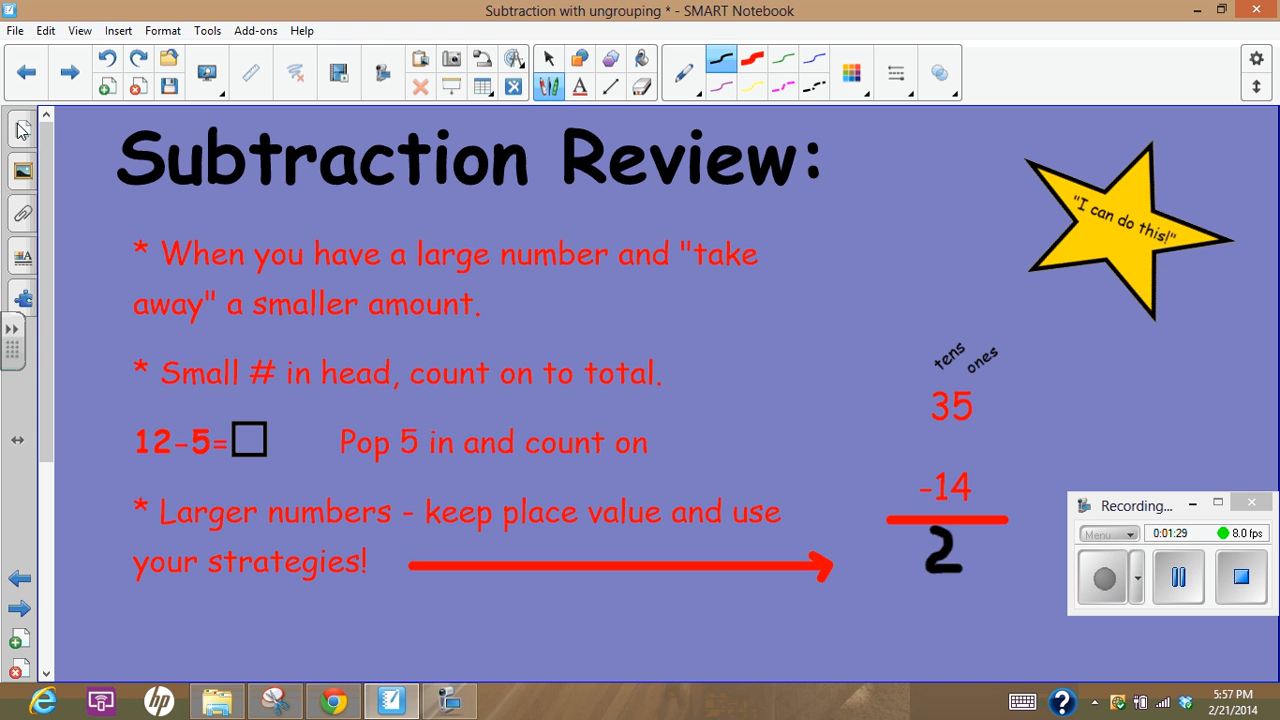 Subtraction with ungrouping * - SMART Notebook
File Edit View Insert Format Tools Add-ons Help
Subtraction Review:
"I can do this!"
* When you have a large number and "take
away" a smaller amount.
* Small # in head, count on to total.
tens
ones
35
12-5=
Pop 5 in and count on
-14
* Larger numbers - keep place value and use
your strategies!
2
Recording...
Menu
0:01:29
8.0 fps
5:57 PM
2/21/2014